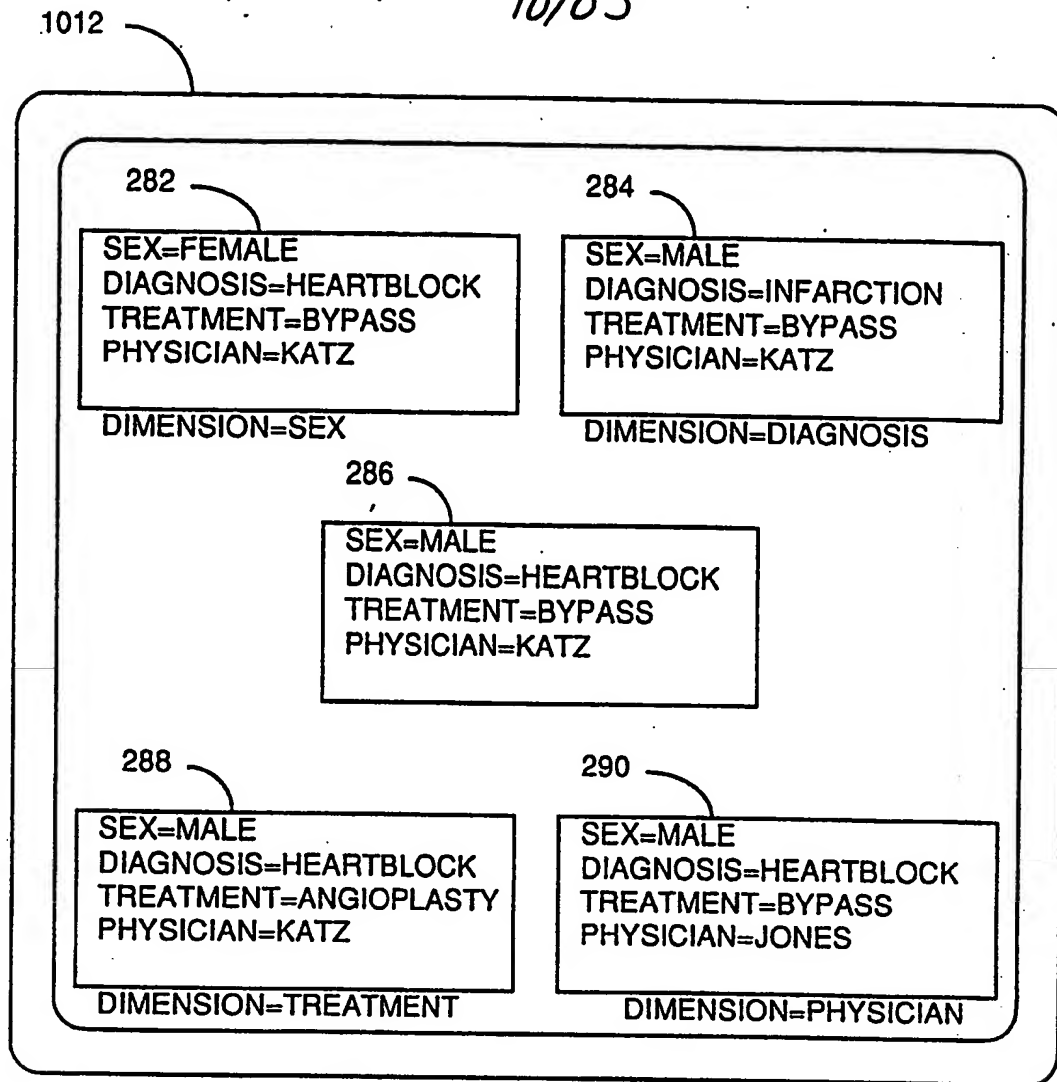 10/63
1012
282
SEX=FEMALE
DIAGNOSIS=HEARTBLOCK
TREATMENT=BYPASS
PHYSICIAN=KATZ
DIMENSION=SEX
284
SEX=MALE
DIAGNOSIS=INFARCTION
TREATMENT=BYPASS
PHYSICIAN=KATZ
DIMENSION=DIAGNOSIS
286
SEX=MALE
DIAGNOSIS=HEARTBLOCK
TREATMENT=BYPASS
PHYSICIAN=KATZ
288
SEX=MALE
DIAGNOSIS=HEARTBLOCK
TREATMENT=ANGIOPLASTY
PHYSICIAN=KATZ
DIMENSION=TREATMENT
290
SEX=MALE
DIAGNOSIS=HEARTBLOCK
TREATMENT=BYPASS
PHYSICIAN=JONES
DIMENSION=PHYSICIAN